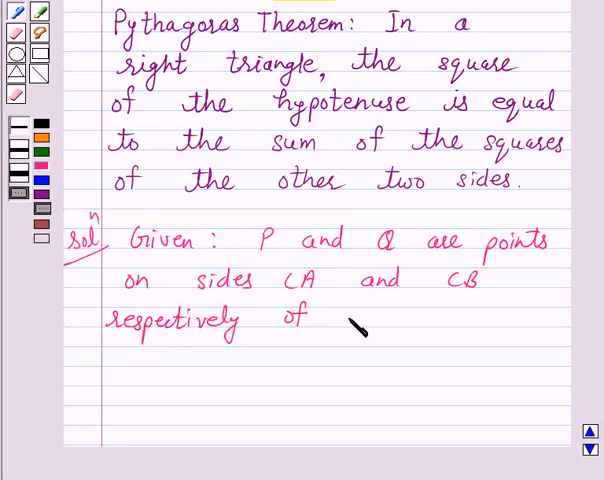 Pythagoras Theorem: In a
right triangle, the square
of the hypotenuse is equal
to the sum of the squares
of the other two sides.
Solⁿ Given: P and Q are points
on sides CA and CB
respectively of